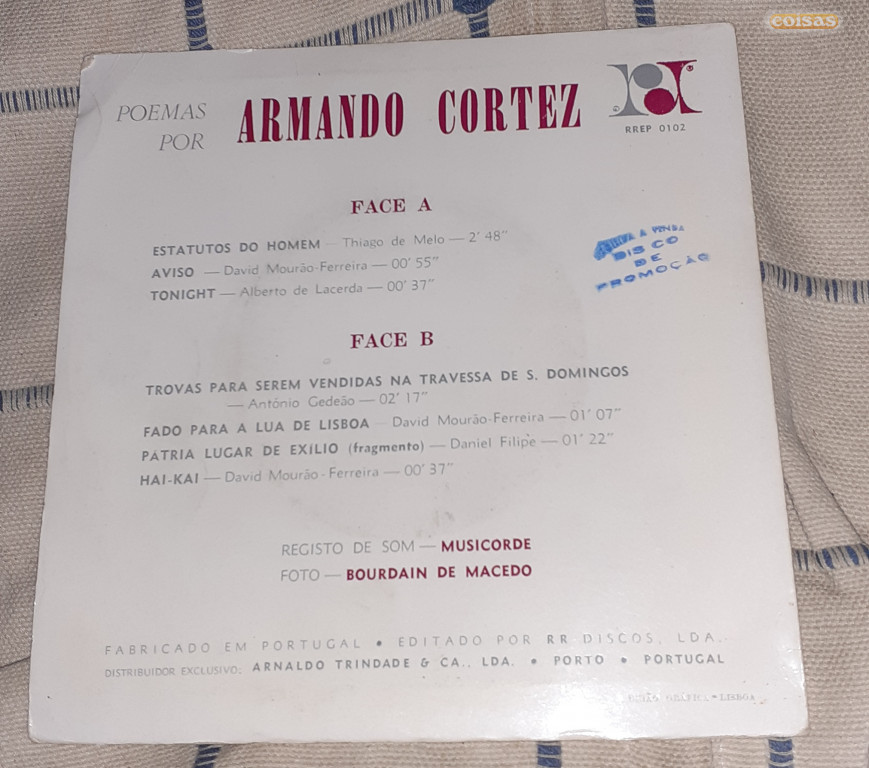 coisas
POEMAS
POR
ARMANDO CORTEZ
RREP 0102
FACE A
ESTATUTOS DO HOMEM — Thiago de Melo — 2' 48"
AVISO — David Mourão-Ferreira — 00' 55"
TONIGHT — Alberto de Lacerda — 00' 37"
A VENDA
DISCO
DE
PROMOÇÃO
FACE B
TROVAS PARA SEREM VENDIDAS NA TRAVESSA DE S. DOMINGOS
— António Gedeão — 02' 17"
FADO PARA A LUA DE LISBOA — David Mourão-Ferreira — 01' 07"
PÁTRIA LUGAR DE EXÍLIO (fragmento) — Daniel Filipe — 01' 22"
HAI-KAI — David Mourão-Ferreira — 00' 37"
REGISTO DE SOM — MUSICORDE
FOTO — BOURDAIN DE MACEDO
FABRICADO EM PORTUGAL • EDITADO POR RR DISCOS, LDA.
DISTRIBUIDOR EXCLUSIVO: ARNALDO TRINDADE & CA., LDA. • PORTO • PORTUGAL
GRÁFICA • LISBOA